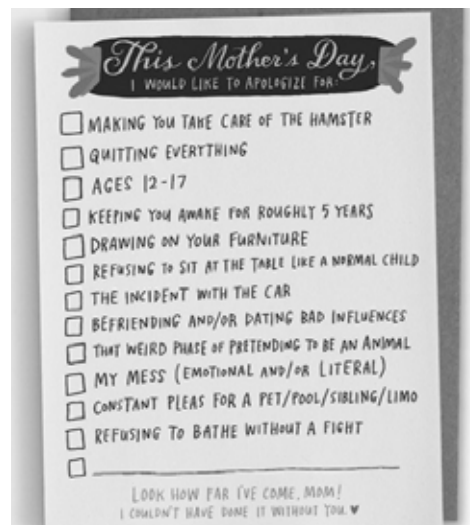 This Mother's Day,
I WOULD LIKE TO APOLOGIZE FOR:
MAKING YOU TAKE CARE OF THE HAMSTER
QUITTING EVERYTHING
AGES 12-17
KEEPING YOU AWAKE FOR ROUGHLY 5 YEARS
DRAWING ON YOUR FURNITURE
REFUSING TO SIT AT THE TABLE LIKE A NORMAL CHILD
THE INCIDENT WITH THE CAR
BEFRIENDING AND/OR DATING BAD INFLUENCES
THAT WEIRD PHASE OF PRETENDING TO BE AN ANIMAL
MY MESS (EMOTIONAL AND/OR LITERAL)
CONSTANT PLEAS FOR A PET/POOL/SIBLING/LIMO
REFUSING TO BATHE WITHOUT A FIGHT
LOOK HOW FAR I'VE COME, MOM!
I COULDN'T HAVE DONE IT WITHOUT YOU. ♥